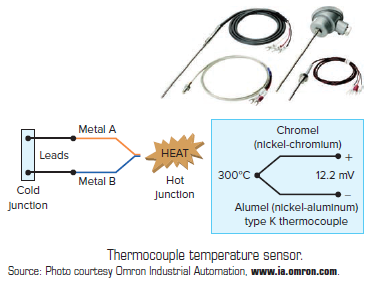 Metal A
Leads
HEAT
Metal B
Hot
Junction
Cold
Junction
Chromel
(nickel-chromium)
+
300°C
12.2 mV
−
Alumel (nickel-aluminum)
type K thermocouple
Thermocouple temperature sensor.
Source: Photo courtesy Omron Industrial Automation, www.ia.omron.com.